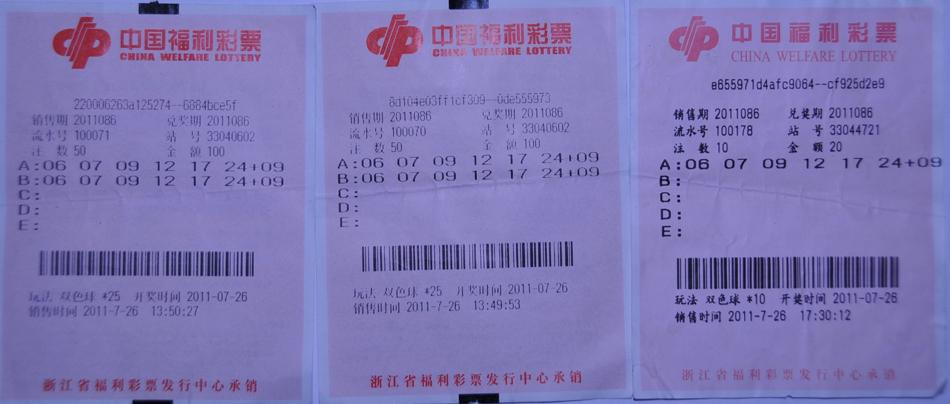 中国福利彩票
CHINA WELFARE LOTTERY
220006263a125274--6884bce5f
销售期 2011086 兑奖期 2011086
流水号 100071 站 号 33040602
注 数 50 金 额 100
A:06 07 09 12 17 24+09
B:06 07 09 12 17 24+09
C:
D:
E:
玩法 双色球 *25 开奖时间 2011-07-26
销售时间 2011-7-26 13:50:27
浙江省福利彩票发行中心承销
中国福利彩票
CHINA WELFARE LOTTERY
8d104e03ff1cf309--0de555973
销售期 2011086 兑奖期 2011086
流水号 100070 站 号 33040602
注 数 50 金 额 100
A:06 07 09 12 17 24+09
B:06 07 09 12 17 24+09
C:
D:
E:
玩法 双色球 *25 开奖时间 2011-07-26
销售时间 2011-7-26 13:49:53
浙江省福利彩票发行中心承销
中国福利彩票
CHINA WELFARE LOTTERY
e655971d4afc9064--cf925d2e9
销售期 2011086 兑奖期 2011086
流水号 100178 站 号 33044721
注 数 10 金 额 20
A:06 07 09 12 17 24+09
B:
C:
D:
E:
玩法 双色球 *10 开奖时间 2011-07-26
销售时间 2011-7-26 17:30:12
浙江省福利彩票发行中心承销